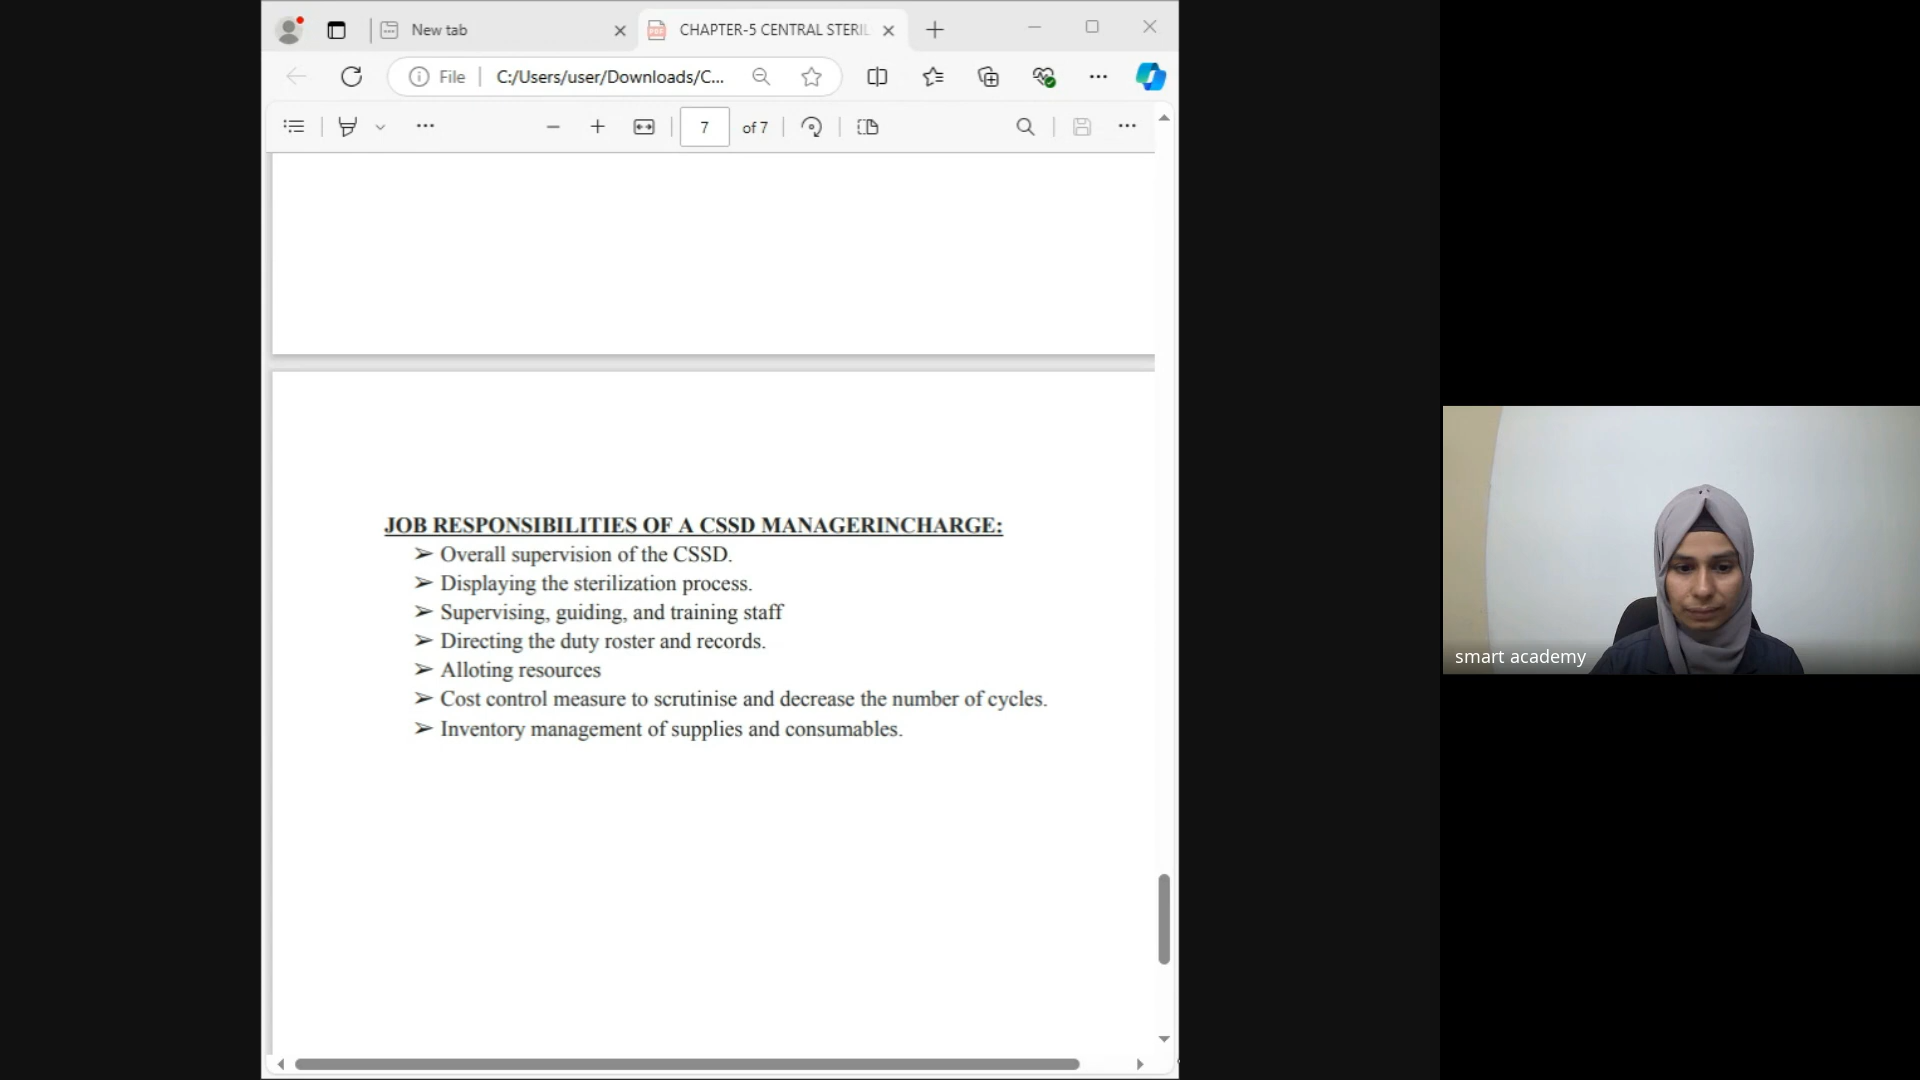 New tab
CHAPTER-5 CENTRAL STERIL
File
C:/Users/user/Downloads/C...
7
of 7
JOB RESPONSIBILITIES OF A CSSD MANAGERINCHARGE:
➢ Overall supervision of the CSSD.
➢ Displaying the sterilization process.
➢ Supervising, guiding, and training staff
➢ Directing the duty roster and records.
➢ Alloting resources
➢ Cost control measure to scrutinise and decrease the number of cycles.
➢ Inventory management of supplies and consumables.
smart academy